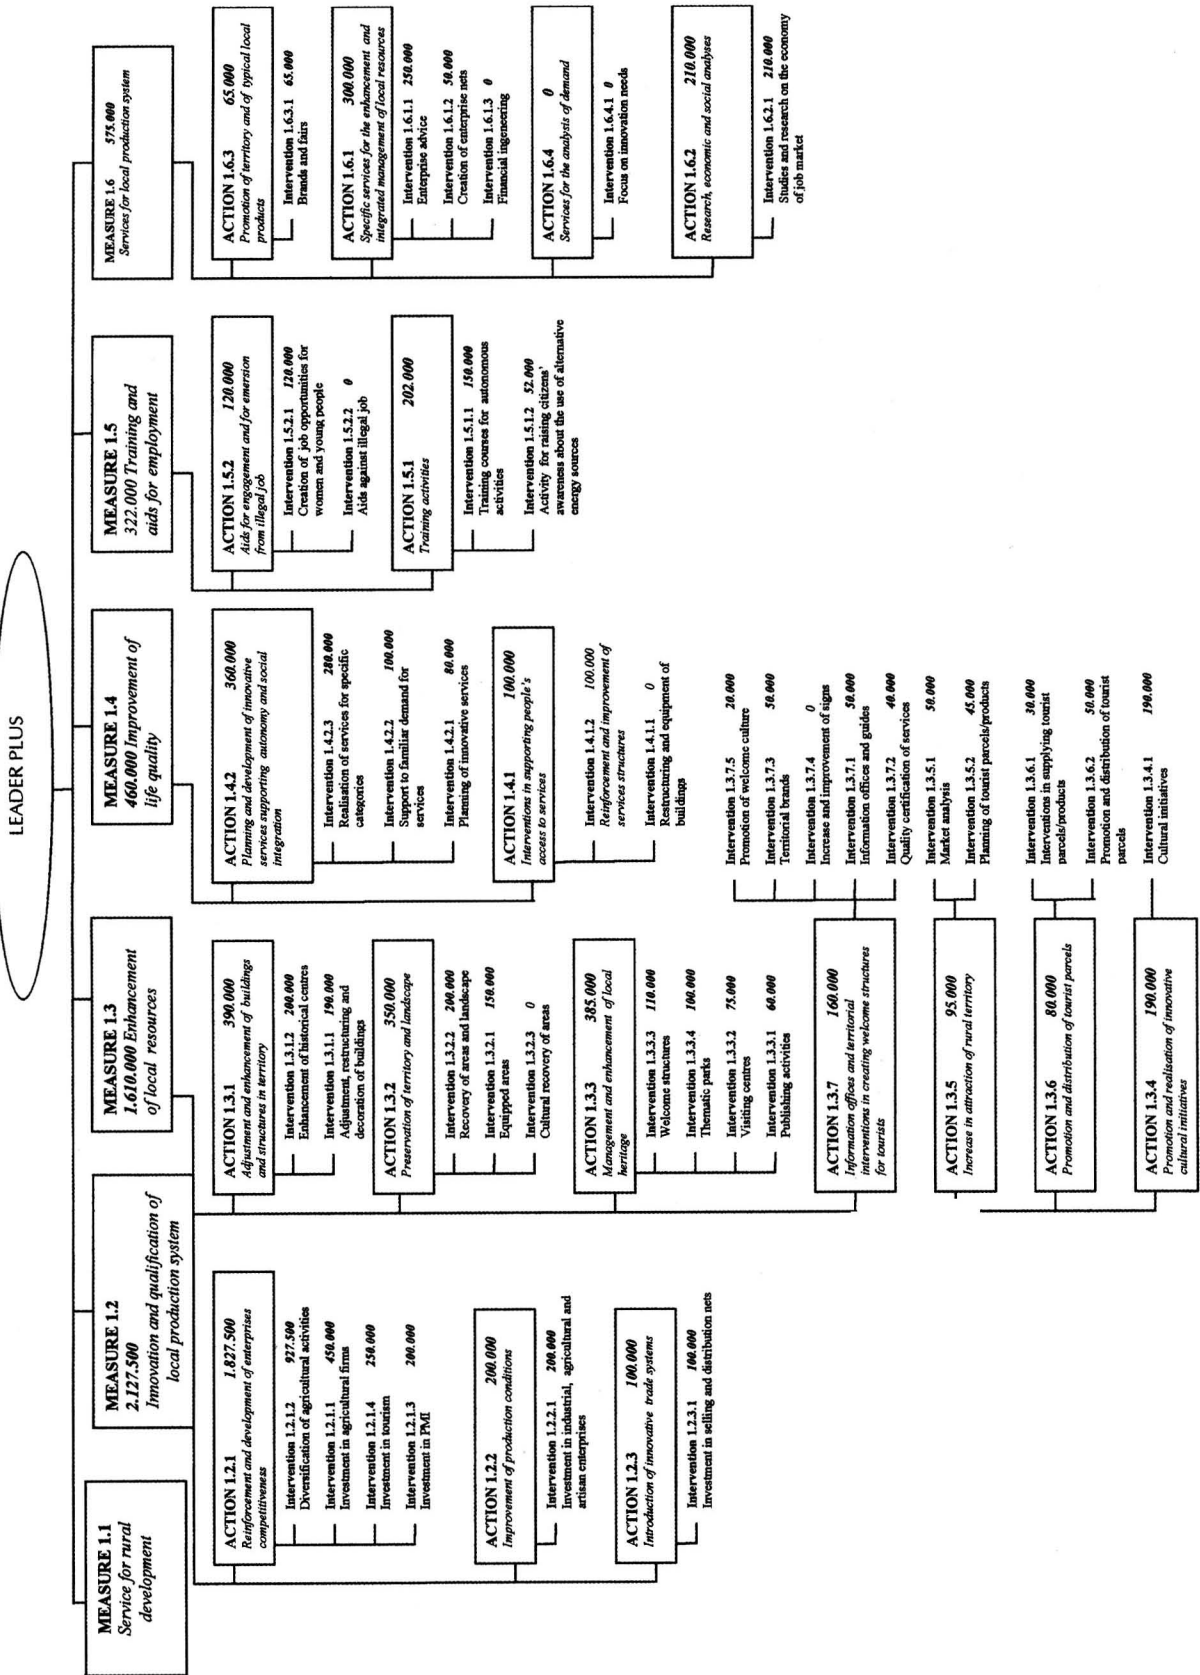 LEADER PLUS
MEASURE 1.1
Service for rural
development
MEASURE 1.2
2.127.500
Innovation and qualification of
local production system
ACTION 1.2.1 1.827.500
Reinforcement and development of enterprises
competitiveness
Intervention 1.2.1.2 927.500
Diversification of agricultural activities
Intervention 1.2.1.1 450.000
Investment in agricultural firms
Intervention 1.2.1.4 250.000
Investment in tourism
Intervention 1.2.1.3 200.000
Investment in PMI
ACTION 1.2.2 200.000
Improvement of production conditions
Intervention 1.2.2.1 200.000
Investment in industrial, agricultural and
artisan enterprises
ACTION 1.2.3 100.000
Introduction of innovative trade systems
Intervention 1.2.3.1 100.000
Investment in selling and distribution nets
MEASURE 1.3
1.610.000 Enhancement
of local resources
ACTION 1.3.1 390.000
Adjustment and enhancement of buildings
and structures in territory
Intervention 1.3.1.2 200.000
Enhancement of historical centres
Intervention 1.3.1.1 190.000
Adjustment, restructuring and
decoration of buildings
ACTION 1.3.2 350.000
Preservation of territory and landscape
Intervention 1.3.2.2 200.000
Recovery of areas and landscape
Intervention 1.3.2.1 150.000
Equipped areas
Intervention 1.3.2.3 0
Cultural recovery of areas
ACTION 1.3.3 385.000
Management and enhancement of local
heritage
Intervention 1.3.3.3 110.000
Welcome structures
Intervention 1.3.3.4 100.000
Thematic parks
Intervention 1.3.3.2 75.000
Visiting centres
Intervention 1.3.3.1 60.000
Publishing activities
ACTION 1.3.7 160.000
Information offices and territorial
interventions in creating welcome structures
for tourists
Intervention 1.3.7.5 20.000
Promotion of welcome culture
Intervention 1.3.7.3 50.000
Territorial brands
Intervention 1.3.7.4 0
Increase and improvement of signs
Intervention 1.3.7.1 50.000
Information offices and guides
Intervention 1.3.7.2 40.000
Quality certification of services
ACTION 1.3.5 95.000
Increase in attraction of rural territory
Intervention 1.3.5.1 50.000
Market analysis
Intervention 1.3.5.2 45.000
Planning of tourist parcels/products
ACTION 1.3.6 80.000
Promotion and distribution of tourist parcels
Intervention 1.3.6.1 30.000
Interventions in supplying tourist
parcels/products
Intervention 1.3.6.2 50.000
Promotion and distribution of tourist
parcels
ACTION 1.3.4 190.000
Promotion and realisation of innovative
cultural initiatives
Intervention 1.3.4.1 190.000
Cultural initiatives
MEASURE 1.4
460.000 Improvement of
life quality
ACTION 1.4.2 360.000
Planning and development of innovative
services supporting autonomy and social
integration
Intervention 1.4.2.3 280.000
Realisation of services for specific
categories
Intervention 1.4.2.2 100.000
Support to familiar demand for
services
Intervention 1.4.2.1 80.000
Planning of innovative services
ACTION 1.4.1 100.000
Interventions in supporting people's
access to services
Intervention 1.4.1.2 100.000
Reinforcement and improvement of
services structures
Intervention 1.4.1.1 0
Restructuring and equipment of
buildings
MEASURE 1.5
322.000 Training and
aids for employment
ACTION 1.5.2 120.000
Aids for engagement and for emersion
from illegal job
Intervention 1.5.2.1 120.000
Creation of job opportunities for
women and young people
Intervention 1.5.2.2 0
Aids against illegal job
ACTION 1.5.1 202.000
Training activities
Intervention 1.5.1.1 150.000
Training courses for autonomous
activities
Intervention 1.5.1.2 52.000
Activity for raising citizens'
awareness about the use of alternative
energy sources
MEASURE 1.6 575.000
Services for local production system
ACTION 1.6.3 65.000
Promotion of territory and of typical local
products
Intervention 1.6.3.1 65.000
Brands and fairs
ACTION 1.6.1 300.000
Specific services for the enhancement and
integrated management of local resources
Intervention 1.6.1.1 250.000
Enterprise advice
Intervention 1.6.1.2 50.000
Creation of enterprise nets
Intervention 1.6.1.3 0
Financial ingeneering
ACTION 1.6.4 0
Services for the analysis of demand
Intervention 1.6.4.1 0
Focus on innovation needs
ACTION 1.6.2 210.000
Research, economic and social analyses
Intervention 1.6.2.1 210.000
Studies and research on the economy
of job market